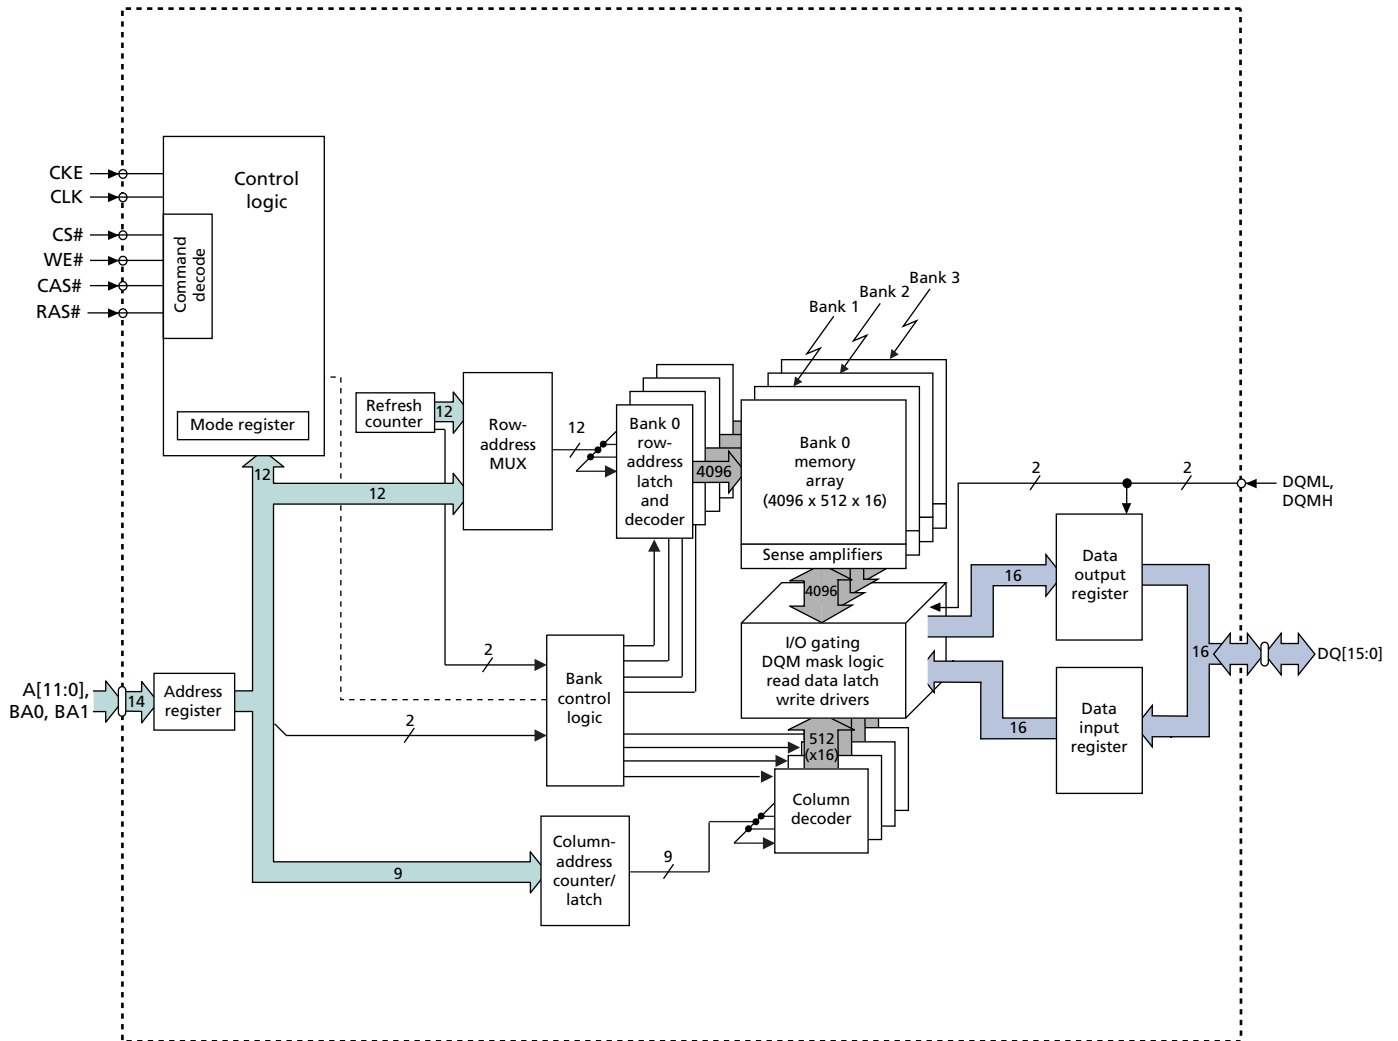 CKE
CLK
CS#
WE#
CAS#
RAS#
Control
logic
Command
decode
Mode register
12
12
Refresh
counter
12
Row-
address
MUX
12
Bank 0
row-
address
latch
and
decoder
4096
Bank 1
Bank 2
Bank 3
Bank 0
memory
array
(4096 x 512 x 16)
Sense amplifiers
4096
I/O gating
DQM mask logic
read data latch
write drivers
2
2
DQML,
DQMH
16
Data
output
register
16
DQ[15:0]
16
Data
input
register
A[11:0],
BA0, BA1
14
Address
register
2
2
Bank
control
logic
512
(x16)
Column
decoder
9
Column-
address
counter/
latch
9